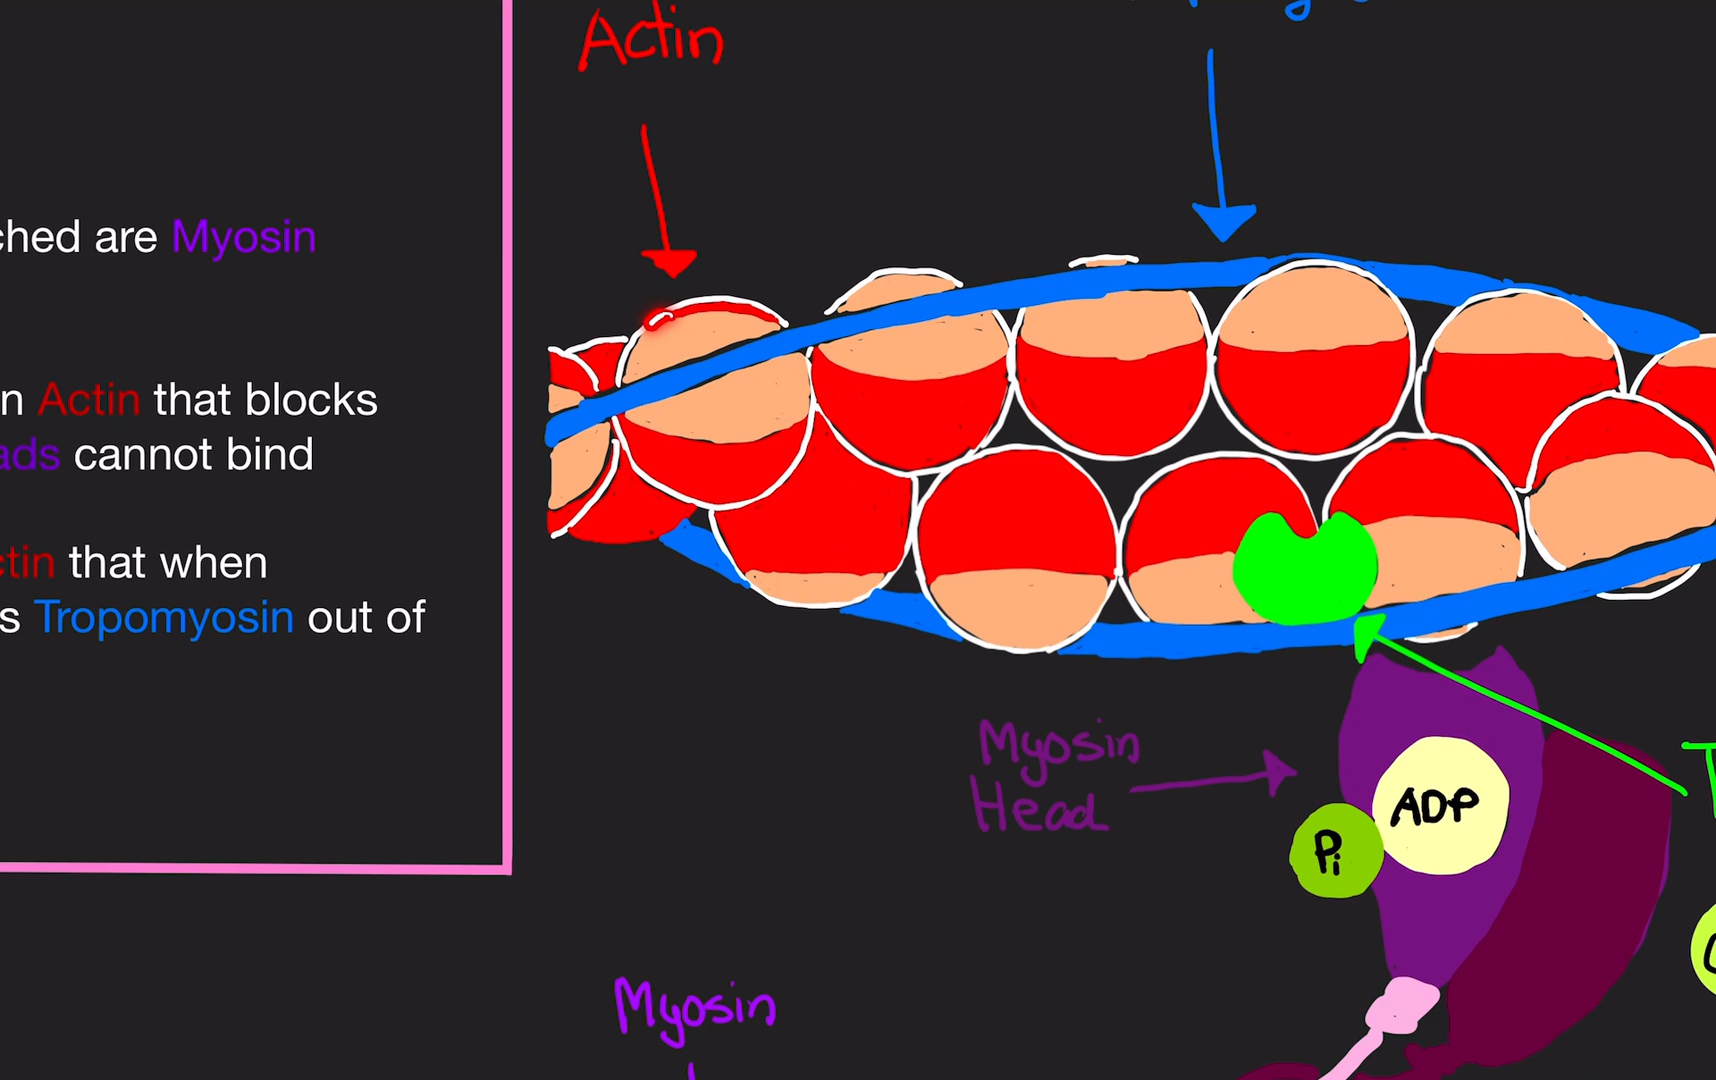 Actin
ched are Myosin
n Actin that blocks
ads cannot bind
ctin that when
s Tropomyosin out of
Myosin
Head
ADP
Pi
Myosin